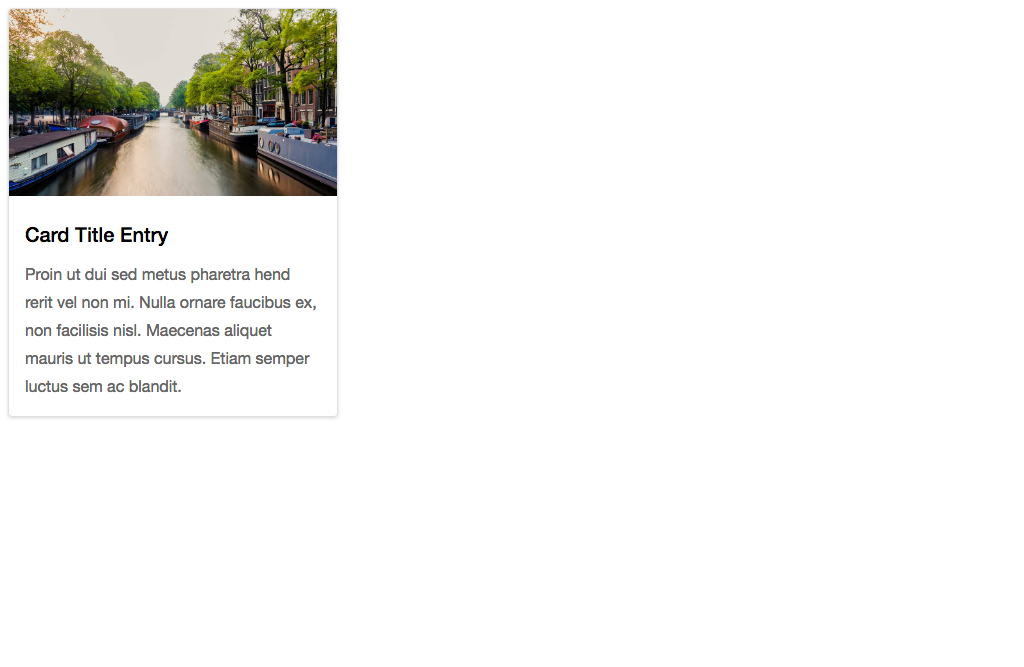 Card Title Entry
Proin ut dui sed metus pharetra hend
rerit vel non mi. Nulla ornare faucibus ex,
non facilisis nisl. Maecenas aliquet
mauris ut tempus cursus. Etiam semper
luctus sem ac blandit.